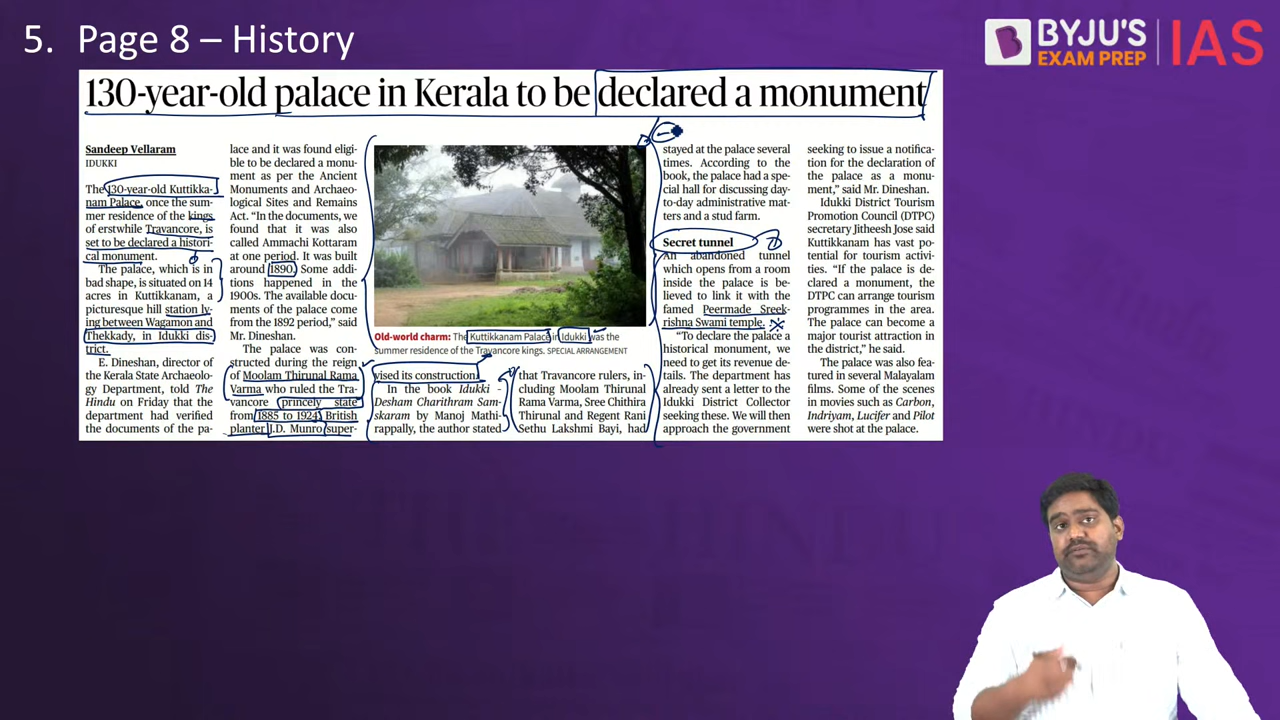 5. Page 8 – History
BYJU'S
EXAM PREP
IAS
130-year-old palace in Kerala to be declared a monument
Sandeep Vellaram
IDUKKI
The 130-year-old Kuttikka-
nam Palace, once the sum-
mer residence of the kings
of erstwhile Travancore, is
set to be declared a histori-
cal monument.
The palace, which is in
bad shape, is situated on 14
acres in Kuttikkanam, a
picturesque hill station ly-
ing between Wagamon and
Thekkady, in Idukki dis-
trict.
E. Dineshan, director of
the Kerala State Archaeolo-
gy Department, told The
Hindu on Friday that the
department had verified
the documents of the pa-
lace and it was found eligi-
ble to be declared a monu-
ment as per the Ancient
Monuments and Archaeo-
logical Sites and Remains
Act. “In the documents, we
found that it was also
called Ammachi Kottaram
at one period. It was built
around 1890. Some addi-
tions happened in the
1900s. The available docu-
ments of the palace come
from the 1892 period,” said
Mr. Dineshan.
The palace was con-
structed during the reign
of Moolam Thirunal Rama
Varma who ruled the Tra-
vancore princely state
from 1885 to 1924. British
planter J.D. Munro super-
Old-world charm: The Kuttikkanam Palace in Idukki was the
summer residence of the Travancore kings. SPECIAL ARRANGEMENT
vised its construction.
In the book Idukki -
Desham Charithram Sam-
skaram by Manoj Mathi-
rappally, the author stated
that Travancore rulers, in-
cluding Moolam Thirunal
Rama Varma, Sree Chithira
Thirunal and Regent Rani
Sethu Lakshmi Bayi, had
stayed at the palace several
times. According to the
book, the palace had a spe-
cial hall for discussing day-
to-day administrative mat-
ters and a stud farm.
Secret tunnel
An abandoned tunnel
which opens from a room
inside the palace is be-
lieved to link it with the
famed Peermade Sreek-
rishna Swami temple.
“To declare the palace a
historical monument, we
need to get its revenue de-
tails. The department has
already sent a letter to the
Idukki District Collector
seeking these. We will then
approach the government
seeking to issue a notifica-
tion for the declaration of
the palace as a monu-
ment,” said Mr. Dineshan.
Idukki District Tourism
Promotion Council (DTPC)
secretary Jitheesh Jose said
Kuttikkanam has vast po-
tential for tourism activi-
ties. “If the palace is de-
clared a monument, the
DTPC can arrange tourism
programmes in the area.
The palace can become a
major tourist attraction in
the district,” he said.
The palace was also fea-
tured in several Malayalam
films. Some of the scenes
in movies such as Carbon,
Indriyam, Lucifer and Pilot
were shot at the palace.